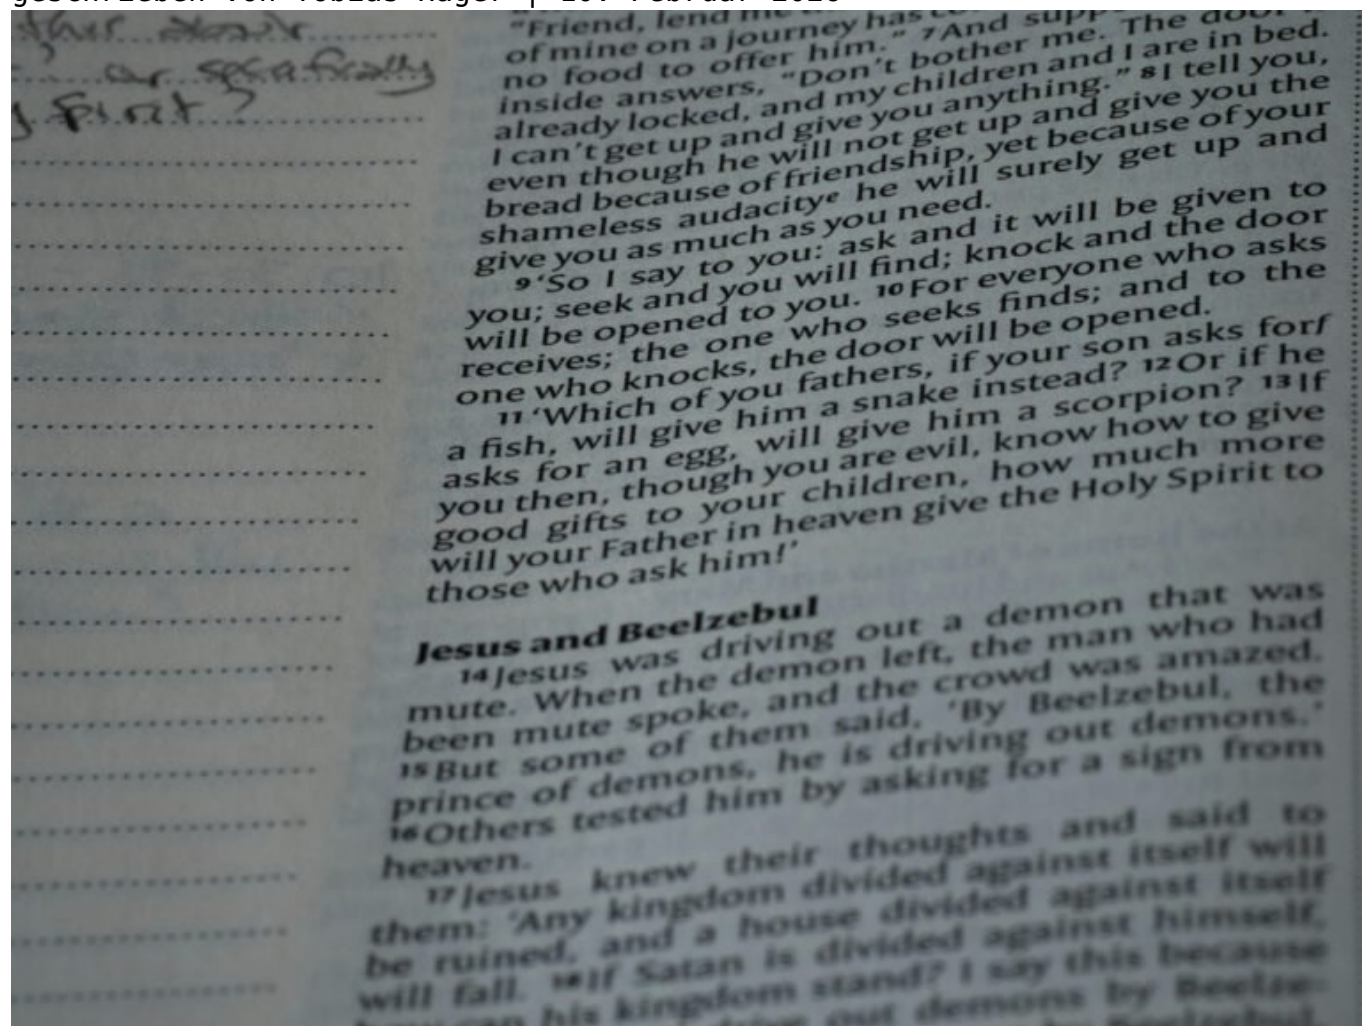 geschrieben von Tobias
or specifically
Spirit?
"Friend, lend me
of mine on a journey has
no food to offer him." 7And
inside answers, "Don't bother me. The door
already locked, and my children and I are in bed.
I can't get up and give you anything." 8I tell you,
even though he will not get up and give you the
bread because of friendship, yet because of your
shameless audacitye he will surely get up and
give you as much as you need.
9'So I say to you: ask and it will be given to
you; seek and you will find; knock and the door
will be opened to you. 10For everyone who asks
receives; the one who seeks finds; and to the
one who knocks, the door will be opened.
11'Which of you fathers, if your son asks forf
a fish, will give him a snake instead? 12Or if he
asks for an egg, will give him a scorpion? 13If
you then, though you are evil, know how to give
good gifts to your children, how much more
will your Father in heaven give the Holy Spirit to
those who ask him!'
Jesus and Beelzebul
14Jesus was driving out a demon that was
mute. When the demon left, the man who had
been mute spoke, and the crowd was amazed.
15But some of them said, 'By Beelzebul, the
prince of demons, he is driving out demons.'
16Others tested him by asking for a sign from
heaven.
17Jesus knew their thoughts and said to
them: 'Any kingdom divided against itself will
be ruined, and a house divided against itself
will fall. 18If Satan is divided against himself,
how can his kingdom stand? I say this because
out demons by Beelze-